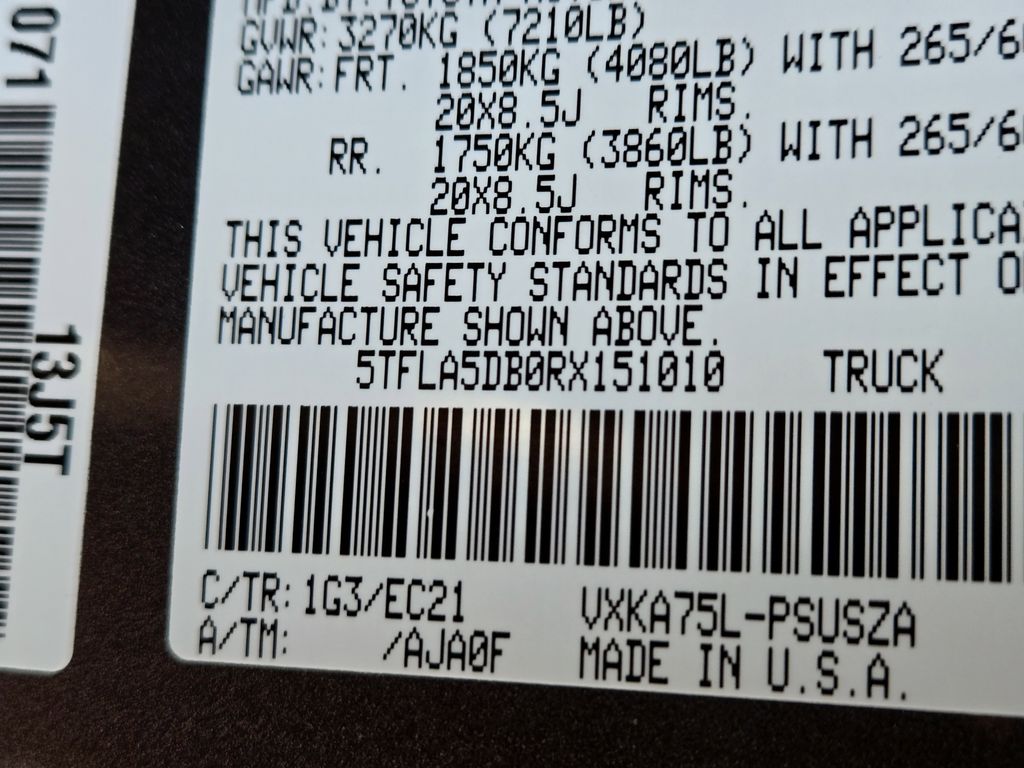 071
13J5T
GVWR: 3270KG (7210LB)
GAWR: FRT. 1850KG (4080LB) WITH 265/6
20X8.5J RIMS.
RR. 1750KG (3860LB) WITH 265/6
20X8.5J RIMS.
THIS VEHICLE CONFORMS TO ALL APPLICA
VEHICLE SAFETY STANDARDS IN EFFECT O
MANUFACTURE SHOWN ABOVE.
5TFLA5DB0RX151010 TRUCK
C/TR: 1G3/EC21 VXKA75L-PSUSZA
A/TM: /AJA0F MADE IN U.S.A.